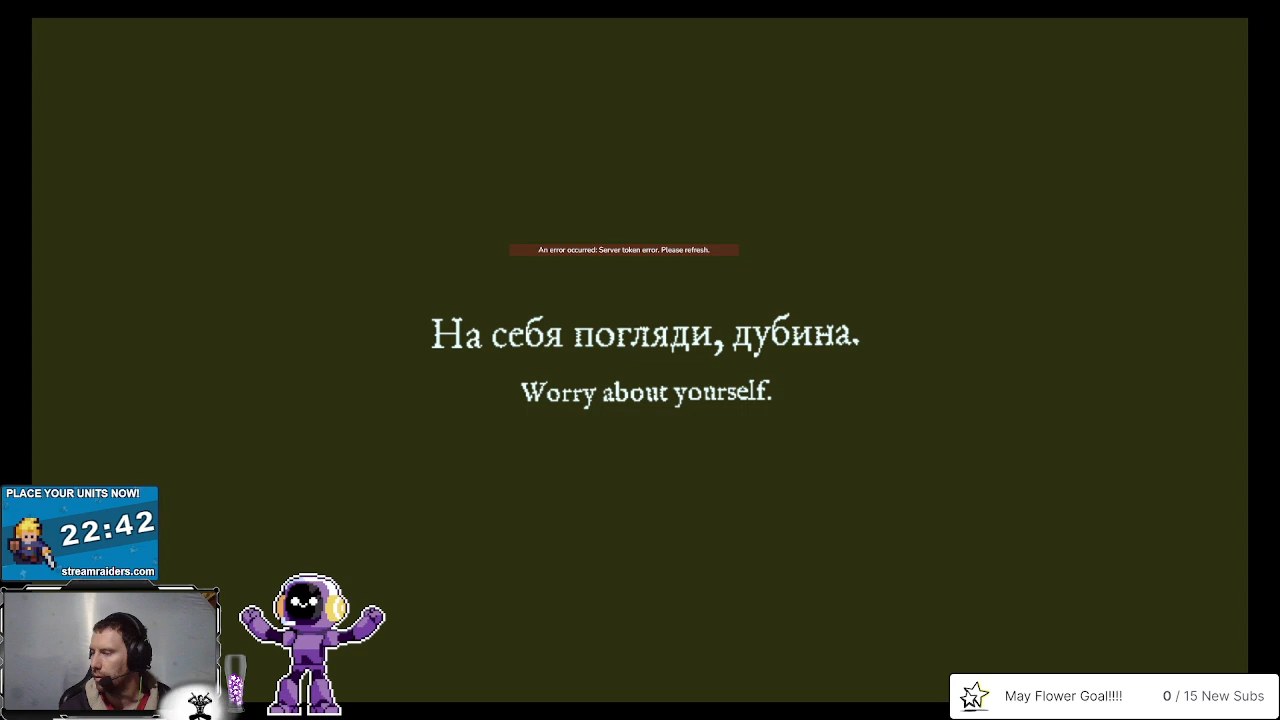 An error occurred: Server token error. Please refresh.
На себя погляди, дубина.
Worry about yourself.
PLACE YOUR UNITS NOW!
22:42
streamraiders.com
May Flower Goal!!!! 0 / 15 New Subs